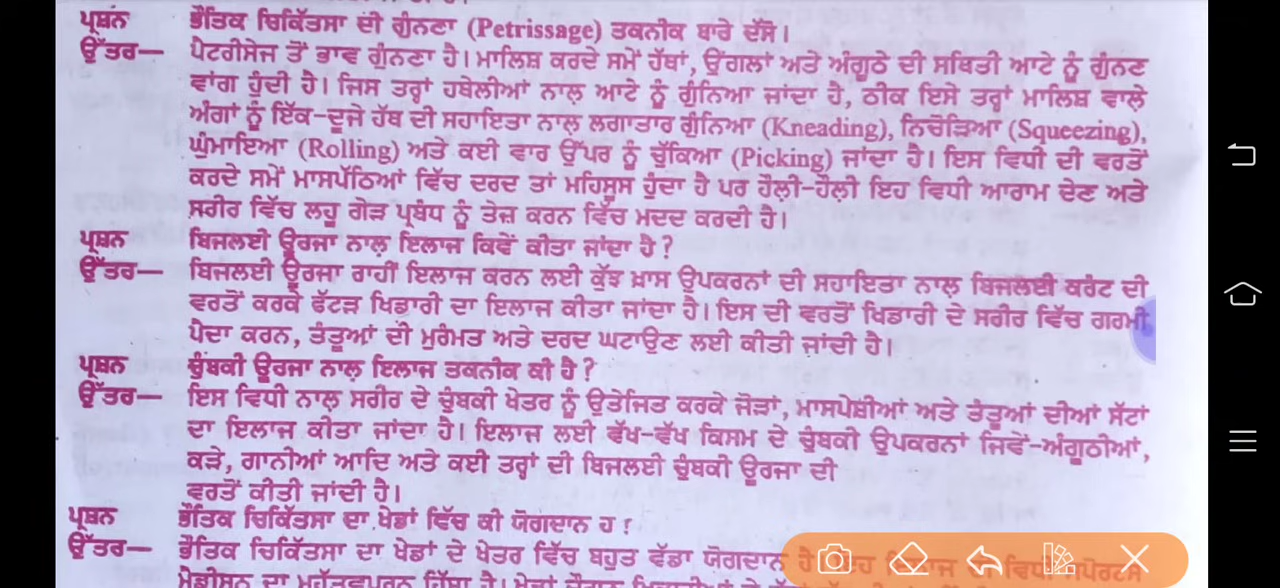 ਪ੍ਰਸ਼ਨ ਭੌਤਿਕ ਚਿਕਿੱਤਸਾ ਦੀ ਗੁੰਨਣਾ (Petrissage) ਤਕਨੀਕ ਬਾਰੇ ਦੱਸੋ।
ਉੱਤਰ— ਪੈਟਰੀਸੇਜ ਤੋਂ ਭਾਵ ਗੁੰਨਣਾ ਹੈ। ਮਾਲਿਸ਼ ਕਰਦੇ ਸਮੇਂ ਹੱਥਾਂ, ਉਂਗਲਾਂ ਅਤੇ ਅੰਗੂਠੇ ਦੀ ਸਥਿਤੀ ਆਟੇ ਨੂੰ ਗੁੰਨਣ
ਵਾਂਗ ਹੁੰਦੀ ਹੈ। ਜਿਸ ਤਰ੍ਹਾਂ ਹਥੇਲੀਆਂ ਨਾਲ਼ ਆਟੇ ਨੂੰ ਗੁੰਨਿਆ ਜਾਂਦਾ ਹੈ, ਠੀਕ ਇਸੇ ਤਰ੍ਹਾਂ ਮਾਲਿਸ਼ ਵਾਲ਼ੇ
ਅੰਗਾਂ ਨੂੰ ਇੱਕ-ਦੂਜੇ ਹੱਥ ਦੀ ਸਹਾਇਤਾ ਨਾਲ਼ ਲਗਾਤਾਰ ਗੁੰਨਿਆ (Kneading), ਨਿਚੋੜਿਆ (Squeezing),
ਘੁੰਮਾਇਆ (Rolling) ਅਤੇ ਕਈ ਵਾਰ ਉੱਪਰ ਨੂੰ ਚੁੱਕਿਆ (Picking) ਜਾਂਦਾ ਹੈ। ਇਸ ਵਿਧੀ ਦੀ ਵਰਤੋਂ
ਕਰਦੇ ਸਮੇਂ ਮਾਸਪੱਠਿਆਂ ਵਿੱਚ ਦਰਦ ਤਾਂ ਮਹਿਸੂਸ ਹੁੰਦਾ ਹੈ ਪਰ ਹੌਲ਼ੀ-ਹੌਲ਼ੀ ਇਹ ਵਿਧੀ ਆਰਾਮ ਦੇਣ ਅਤੇ
ਸਰੀਰ ਵਿੱਚ ਲਹੂ ਗੇੜ ਪ੍ਰਬੰਧ ਨੂੰ ਤੇਜ਼ ਕਰਨ ਵਿੱਚ ਮਦਦ ਕਰਦੀ ਹੈ।
ਪ੍ਰਸ਼ਨ ਬਿਜਲਈ ਊਰਜਾ ਨਾਲ਼ ਇਲਾਜ ਕਿਵੇਂ ਕੀਤਾ ਜਾਂਦਾ ਹੈ?
ਉੱਤਰ— ਬਿਜਲਈ ਊਰਜਾ ਰਾਹੀਂ ਇਲਾਜ ਕਰਨ ਲਈ ਕੁੱਝ ਖ਼ਾਸ ਉਪਕਰਨਾਂ ਦੀ ਸਹਾਇਤਾ ਨਾਲ਼ ਬਿਜਲਈ ਕਰੰਟ ਦੀ
ਵਰਤੋਂ ਕਰਕੇ ਫੱਟੜ ਖਿਡਾਰੀ ਦਾ ਇਲਾਜ ਕੀਤਾ ਜਾਂਦਾ ਹੈ। ਇਸ ਦੀ ਵਰਤੋਂ ਖਿਡਾਰੀ ਦੇ ਸਰੀਰ ਵਿੱਚ ਗਰਮੀ
ਪੈਦਾ ਕਰਨ, ਤੰਤੂਆਂ ਦੀ ਮੁਰੰਮਤ ਅਤੇ ਦਰਦ ਘਟਾਉਣ ਲਈ ਕੀਤੀ ਜਾਂਦੀ ਹੈ।
ਪ੍ਰਸ਼ਨ ਚੁੰਬਕੀ ਊਰਜਾ ਨਾਲ਼ ਇਲਾਜ ਤਕਨੀਕ ਕੀ ਹੈ?
ਉੱਤਰ— ਇਸ ਵਿਧੀ ਨਾਲ਼ ਸਰੀਰ ਦੇ ਚੁੰਬਕੀ ਖੇਤਰ ਨੂੰ ਉਤੇਜਿਤ ਕਰਕੇ ਜੋੜਾਂ, ਮਾਸਪੇਸ਼ੀਆਂ ਅਤੇ ਤੰਤੂਆਂ ਦੀਆਂ ਸੱਟਾਂ
ਦਾ ਇਲਾਜ ਕੀਤਾ ਜਾਂਦਾ ਹੈ। ਇਲਾਜ ਲਈ ਵੱਖ-ਵੱਖ ਕਿਸਮ ਦੇ ਚੁੰਬਕੀ ਉਪਕਰਨਾਂ ਜਿਵੇਂ-ਅੰਗੂਠੀਆਂ,
ਕੜੇ, ਗਾਨੀਆਂ ਆਦਿ ਅਤੇ ਕਈ ਤਰ੍ਹਾਂ ਦੀ ਬਿਜਲਈ ਚੁੰਬਕੀ ਊਰਜਾ ਦੀ
ਵਰਤੋਂ ਕੀਤੀ ਜਾਂਦੀ ਹੈ।
ਪ੍ਰਸ਼ਨ ਭੌਤਿਕ ਚਿਕਿੱਤਸਾ ਦਾ ਖੇਡਾਂ ਵਿੱਚ ਕੀ ਯੋਗਦਾਨ ਹ !
ਉੱਤਰ— ਭੌਤਿਕ ਚਿਕਿੱਤਸਾ ਦਾ ਖੇਡਾਂ ਦੇ ਖੇਤਰ ਵਿੱਚ ਬਹੁਤ ਵੱਡਾ ਯੋਗਦਾਨ